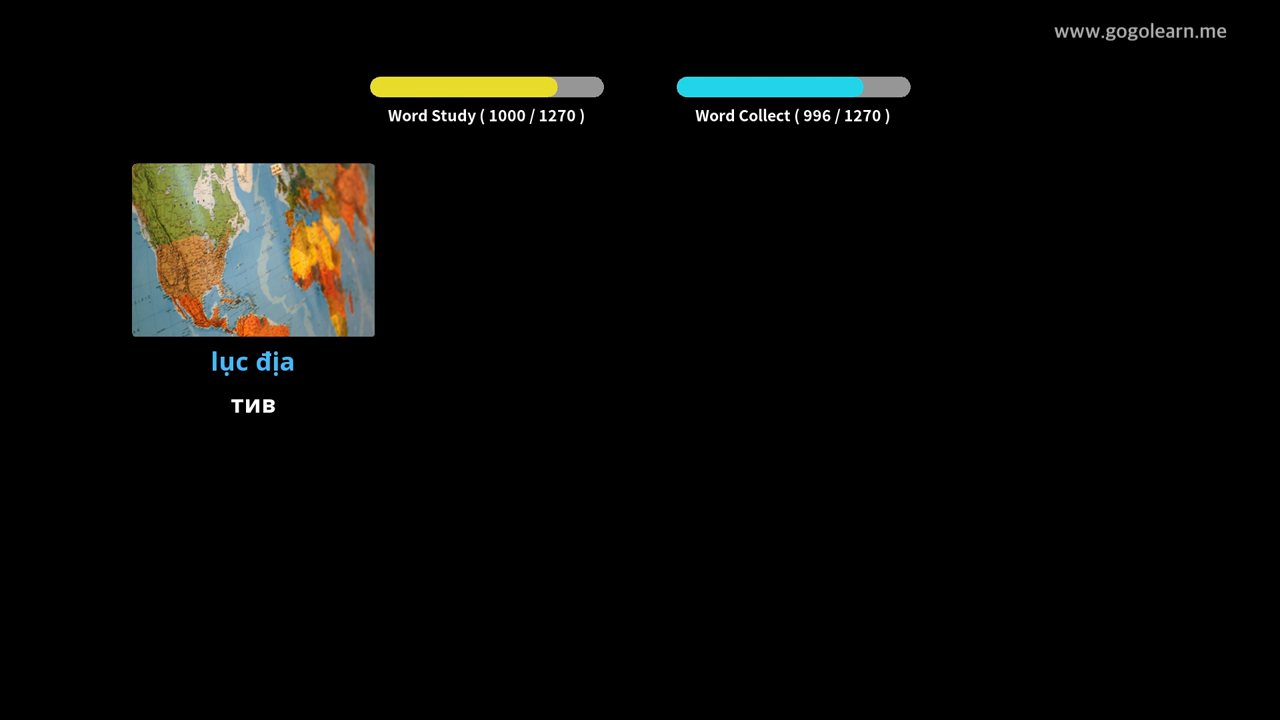 www.gogolearn.me
Word Study ( 1000 / 1270 )
Word Collect ( 996 / 1270 )
lục địa
тив